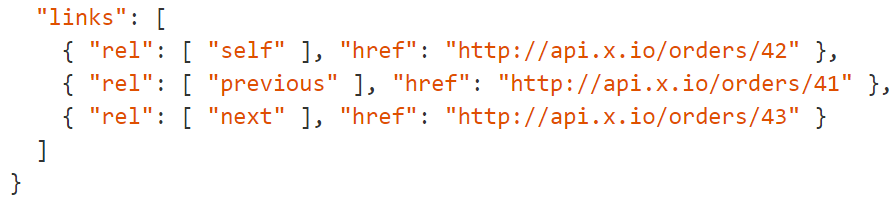 "links": [
{ "rel": [ "self" ], "href": "http://api.x.io/orders/42" },
{ "rel": [ "previous" ], "href": "http://api.x.io/orders/41" },
{ "rel": [ "next" ], "href": "http://api.x.io/orders/43" }
]
}